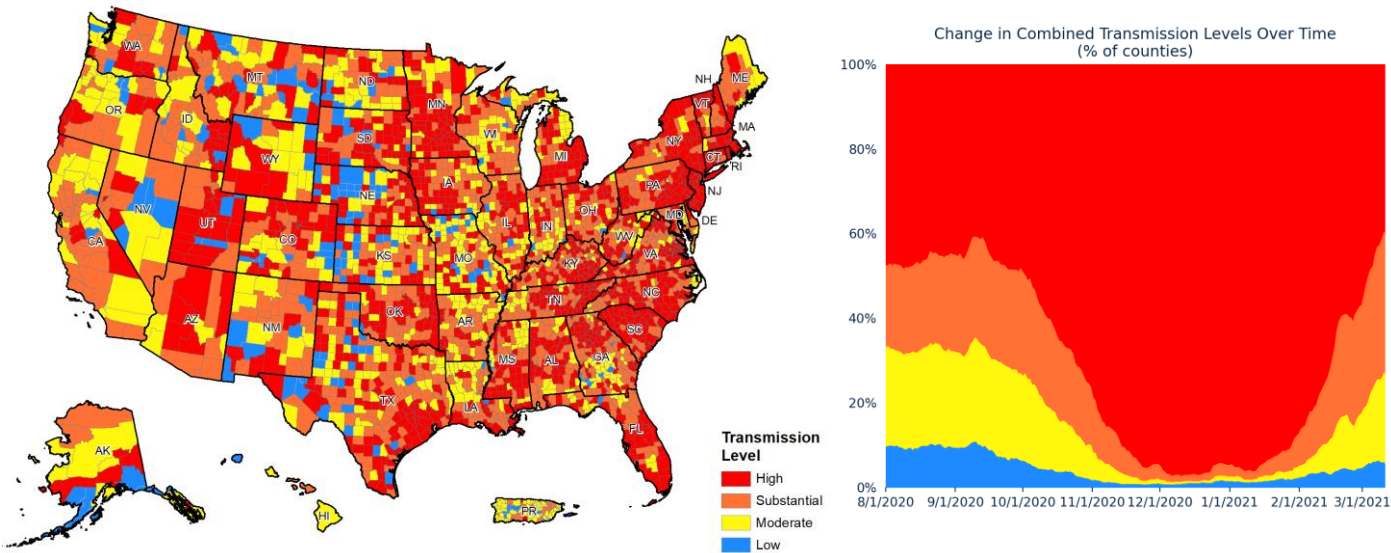 WA
MT
ND
MN
OR
ID
SD
WI
WY
MI
IA
NE
NV
UT
CO
IL
IN
OH
PA
NY
VT
NH
ME
MA
CT
RI
NJ
DE
MD
WV
VA
KY
CA
KS
MO
NC
TN
AZ
NM
OK
AR
SC
MS
AL
GA
TX
LA
FL
AK
HI
PR
Transmission
Level
High
Substantial
Moderate
Low
Change in Combined Transmission Levels Over Time
(% of counties)
100%
80%
60%
40%
20%
0%
8/1/2020 9/1/2020 10/1/2020 11/1/2020 12/1/2020 1/1/2021 2/1/2021 3/1/2021